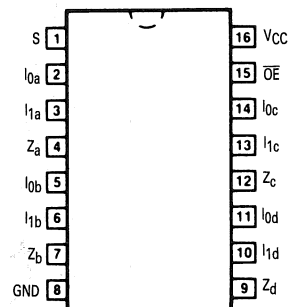 S 1 16 VCC
I0a 2 15 OE
I1a 3 14 I0c
Za 4 13 I1c
I0b 5 12 Zc
I1b 6 11 I0d
Zb 7 10 I1d
GND 8 9 Zd